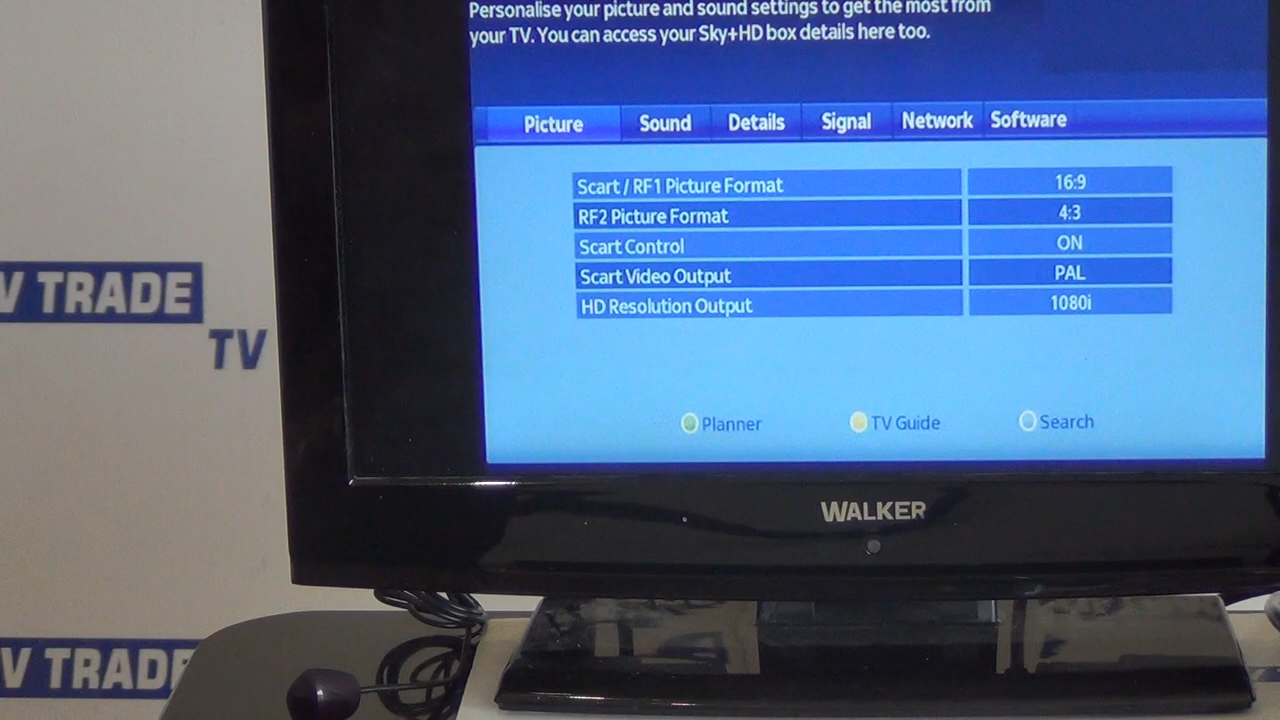 Personalise your picture and sound settings to get the most from
your TV. You can access your Sky+HD box details here too.
Picture Sound Details Signal Network Software
Scart / RF1 Picture Format 16:9
RF2 Picture Format 4:3
Scart Control ON
Scart Video Output PAL
HD Resolution Output 1080i
Planner TV Guide Search
WALKER
V TRADE
TV
V TRADE